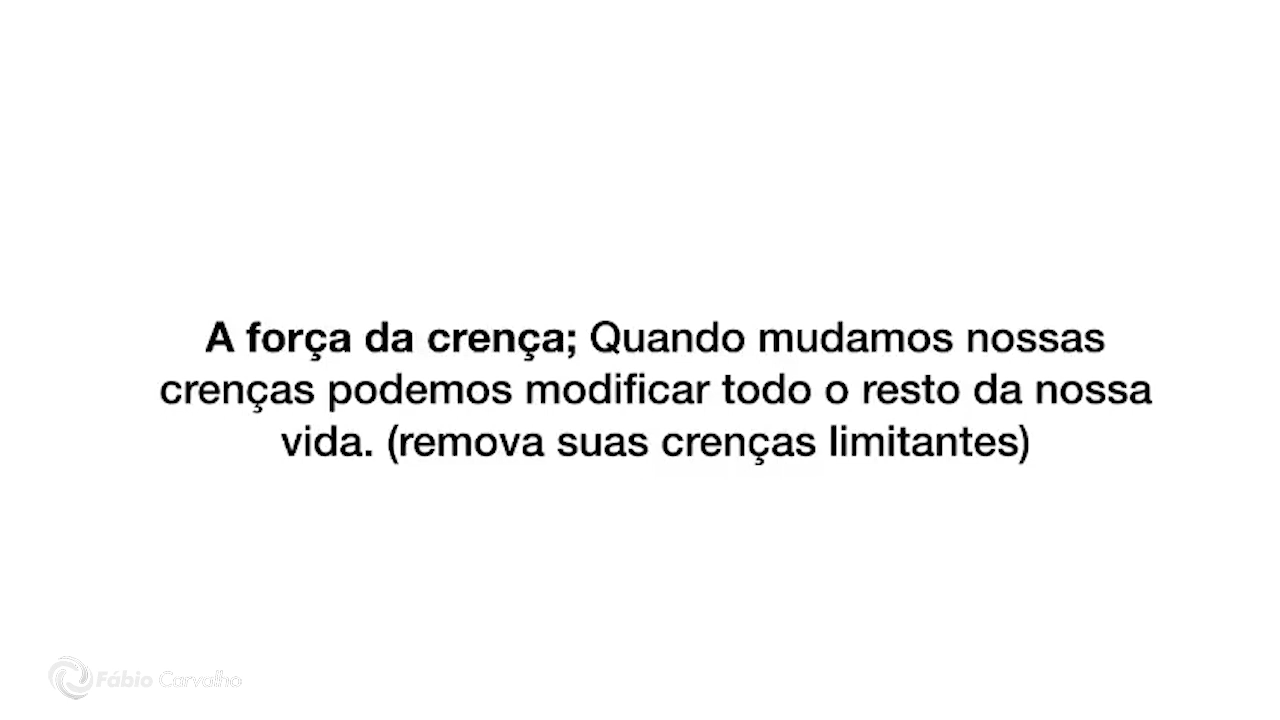 A força da crença; Quando mudamos nossas
crenças podemos modificar todo o resto da nossa
vida. (remova suas crenças limitantes)
Fábio Carvalho